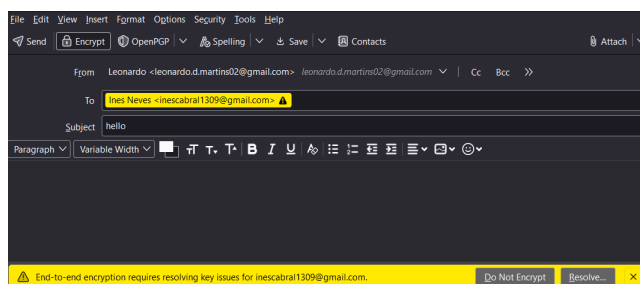 File Edit View Insert Format Options Security Tools Help
Send Encrypt OpenPGP Spelling Save Contacts Attach
From Leonardo <leonardo.d.martins02@gmail.com> leonardo.d.martins02@gmail.com Cc Bcc
To Ines Neves <inescabral1309@gmail.com>
Subject hello
Paragraph Variable Width B I U
End-to-end encryption requires resolving key issues for inescabral1309@gmail.com. Do Not Encrypt Resolve...